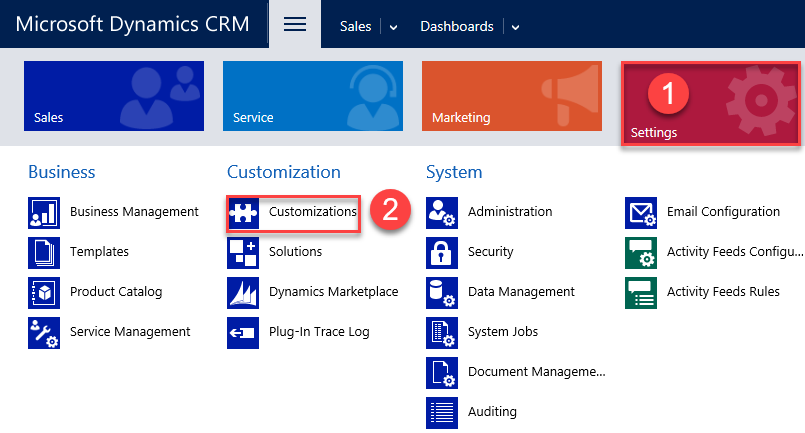 Microsoft Dynamics CRM Sales Dashboards
Sales Service Marketing 1 Settings
Business Customization System
Business Management Customizations 2 Administration Email Configuration
Templates Solutions Security Activity Feeds Configu...
Product Catalog Dynamics Marketplace Data Management Activity Feeds Rules
Service Management Plug-In Trace Log System Jobs
Document Manageme...
Auditing